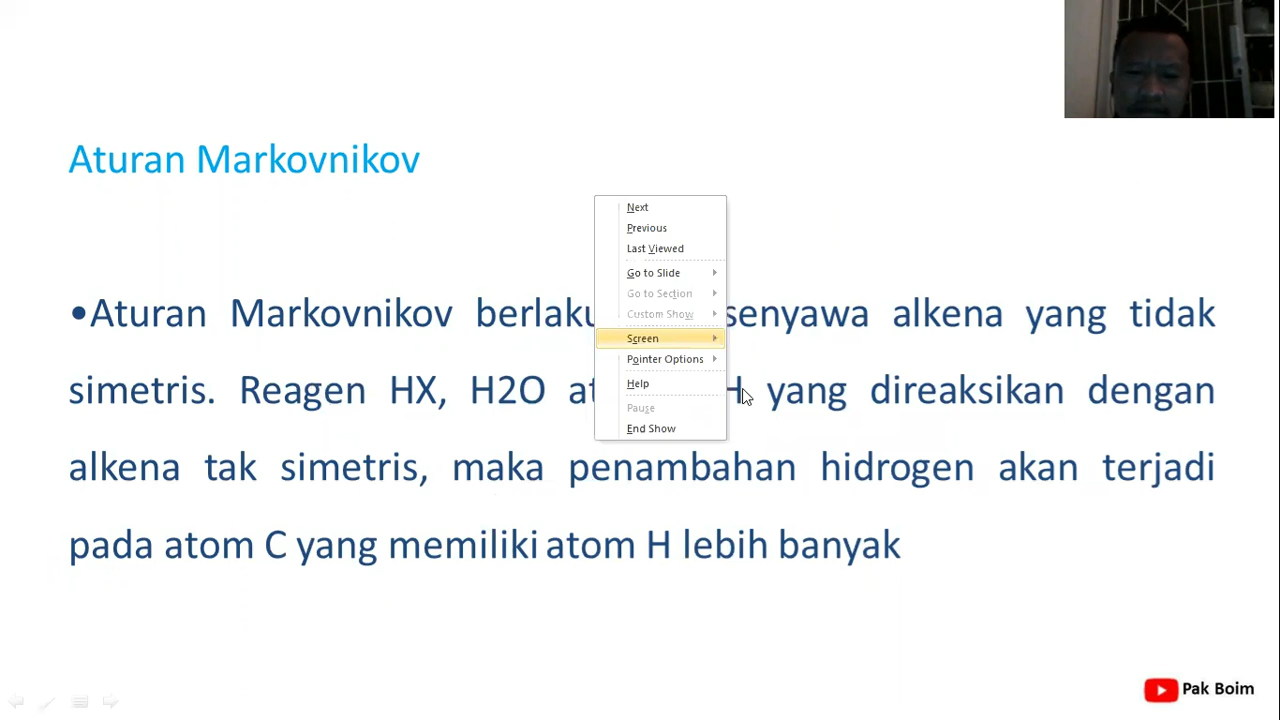 Aturan Markovnikov
•Aturan Markovnikov berlaku senyawa alkena yang tidak
simetris. Reagen HX, H2O H yang direaksikan dengan
alkena tak simetris, maka penambahan hidrogen akan terjadi
pada atom C yang memiliki atom H lebih banyak
Next
Previous
Last Viewed
Go to Slide
Go to Section
Custom Show
Screen
Pointer Options
Help
Pause
End Show
Pak Boim